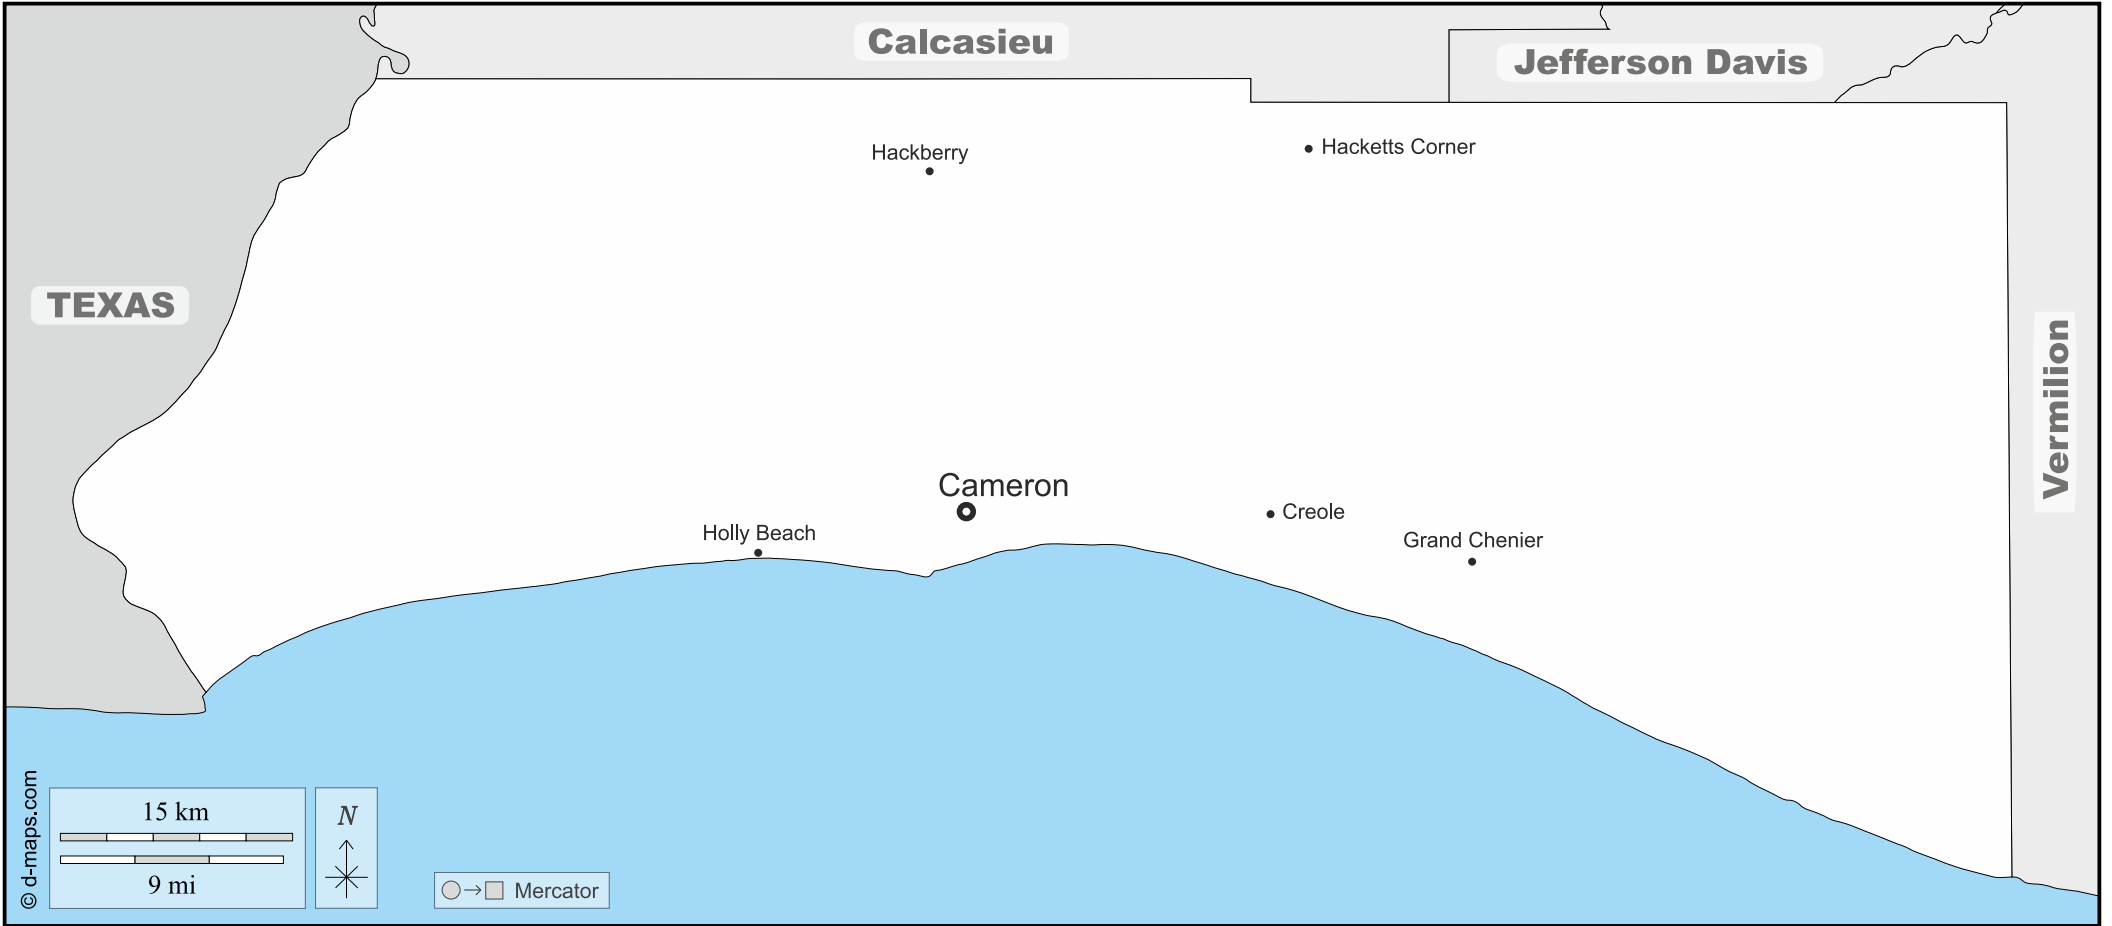 Calcasieu
Jefferson Davis
Hackberry
Hacketts Corner
TEXAS
Vermilion
Cameron
Holly Beach
Creole
Grand Chenier
© d-maps.com
15 km
9 mi
N
Mercator